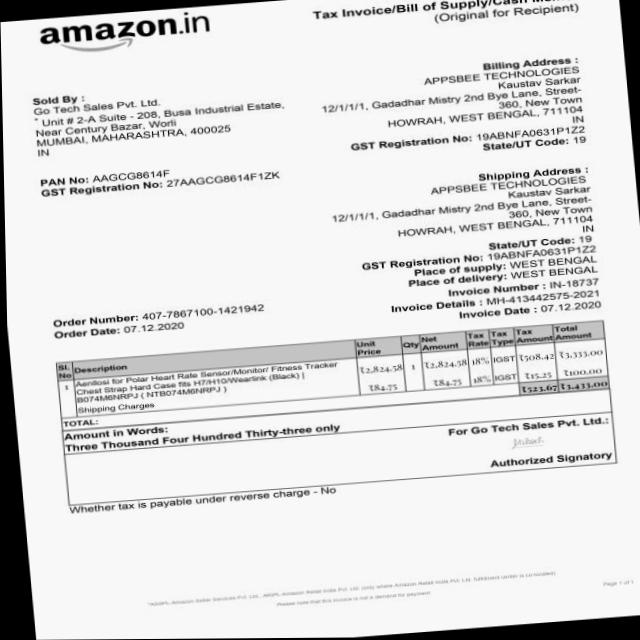 amazon.in
Tax Invoice/Bill of Supply/Cash
(Original for Recipient)
Sold By :
Go Tech Sales Pvt. Ltd.
* Unit # 2-A Suite - 208, Busa Industrial Estate,
Near Century Bazar, Worli
MUMBAI, MAHARASHTRA, 400025
IN
PAN No: AAGCG8614F
GST Registration No: 27AAGCG8614F1ZK
Billing Address :
APPSBEE TECHNOLOGIES
Kaustav Sarkar
12/1/1/1, Gadadhar Mistry 2nd Bye Lane, Street-
360, New Town
HOWRAH, WEST BENGAL, 711104
IN
GST Registration No: 19ABNFA0631P1Z2
State/UT Code: 19
Shipping Address :
APPSBEE TECHNOLOGIES
Kaustav Sarkar
12/1/1/1, Gadadhar Mistry 2nd Bye Lane, Street-
360, New Town
HOWRAH, WEST BENGAL, 711104
IN
State/UT Code: 19
GST Registration No: 19ABNFA0631P1Z2
Place of supply: WEST BENGAL
Place of delivery: WEST BENGAL
Invoice Number : IN-18737
Invoice Details : MH-413442575-2021
Invoice Date : 07.12.2020
Order Number: 407-7867100-1421942
Order Date: 07.12.2020
Sl. No Description Unit Price Qty Net Amount Tax Rate Tax Type Tax Amount Total Amount
1 Aenllosi for Polar Heart Rate Sensor/Monitor/ Fitness Tracker ₹2,824.58 1 ₹2,824.58 18% IGST ₹508.42 ₹3,333.00
Chest Strap Hard Case fits H7/H10/Wearlink (Black) |
B074M6NRPJ ( NTB074M6NRPJ )
Shipping Charges ₹84.75 ₹84.75 18% IGST ₹15.25 ₹100.00
TOTAL: ₹523.67 ₹3,433.00
Amount in Words:
Three Thousand Four Hundred Thirty-three only
For Go Tech Sales Pvt. Ltd.:
Authorized Signatory
Whether tax is payable under reverse charge - No
*ASSPL-Amazon Seller Services Pvt. Ltd., ARIPL-Amazon Retail India Pvt. Ltd. (only where Amazon Retail India Pvt. Ltd. fulfillment center is co-located)
Please note that this invoice is not a demand for payment
Page 1 of 1